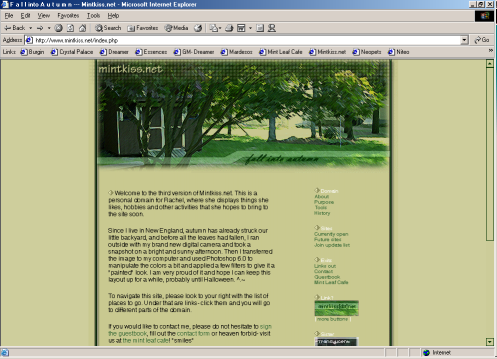 F a l l i n t o A u t u m n --- Mintkiss.net - Microsoft Internet Explorer
File Edit View Favorites Tools Help
Back Search Favorites Media
Address http://www.mintkiss.net/index.php Go
Links Burgin Crystal Palace Dreamer Essences GM- Dreamer Mardezos Mint Leaf Cafe Mintkiss.net Neopets Niteo
mintkiss.net
fall into autumn
Welcome to the third version of Mintkiss.net. This is a
personal domain for Rachel, where she displays things she
likes, hobbies and other activities that she hopes to bring to
the site soon.
Since I live in New England, autumn has already struck our
little backyard, and before all the leaves had fallen, I ran
outside with my brand new digital camera and took a
snapshot on a bright and sunny afternoon. Then I transferred
the image to my computer and used Photoshop 6.0 to
manipulate the colors a bit and applied a few filters to give it a
"painted" look. I am very proud of it and hope I can keep this
layout up for a while, probably until Halloween. ^.~
To navigate this site, please look to your right with the list of
places to go. Under that are links- click them and you will go
to different parts of the domain.
If you would like to contact me, please do not hesitate to sign
the guestbook, fill out the contact form or heaven forbid- visit
us at the mint leaf cafe! *smiles*
Domain
About
Purpose
Tools
History
Sites
Currently open
Future sites
Join update list
Links out
Contact
Guestbook
Mint Leaf Cafe
more buttons
Internet